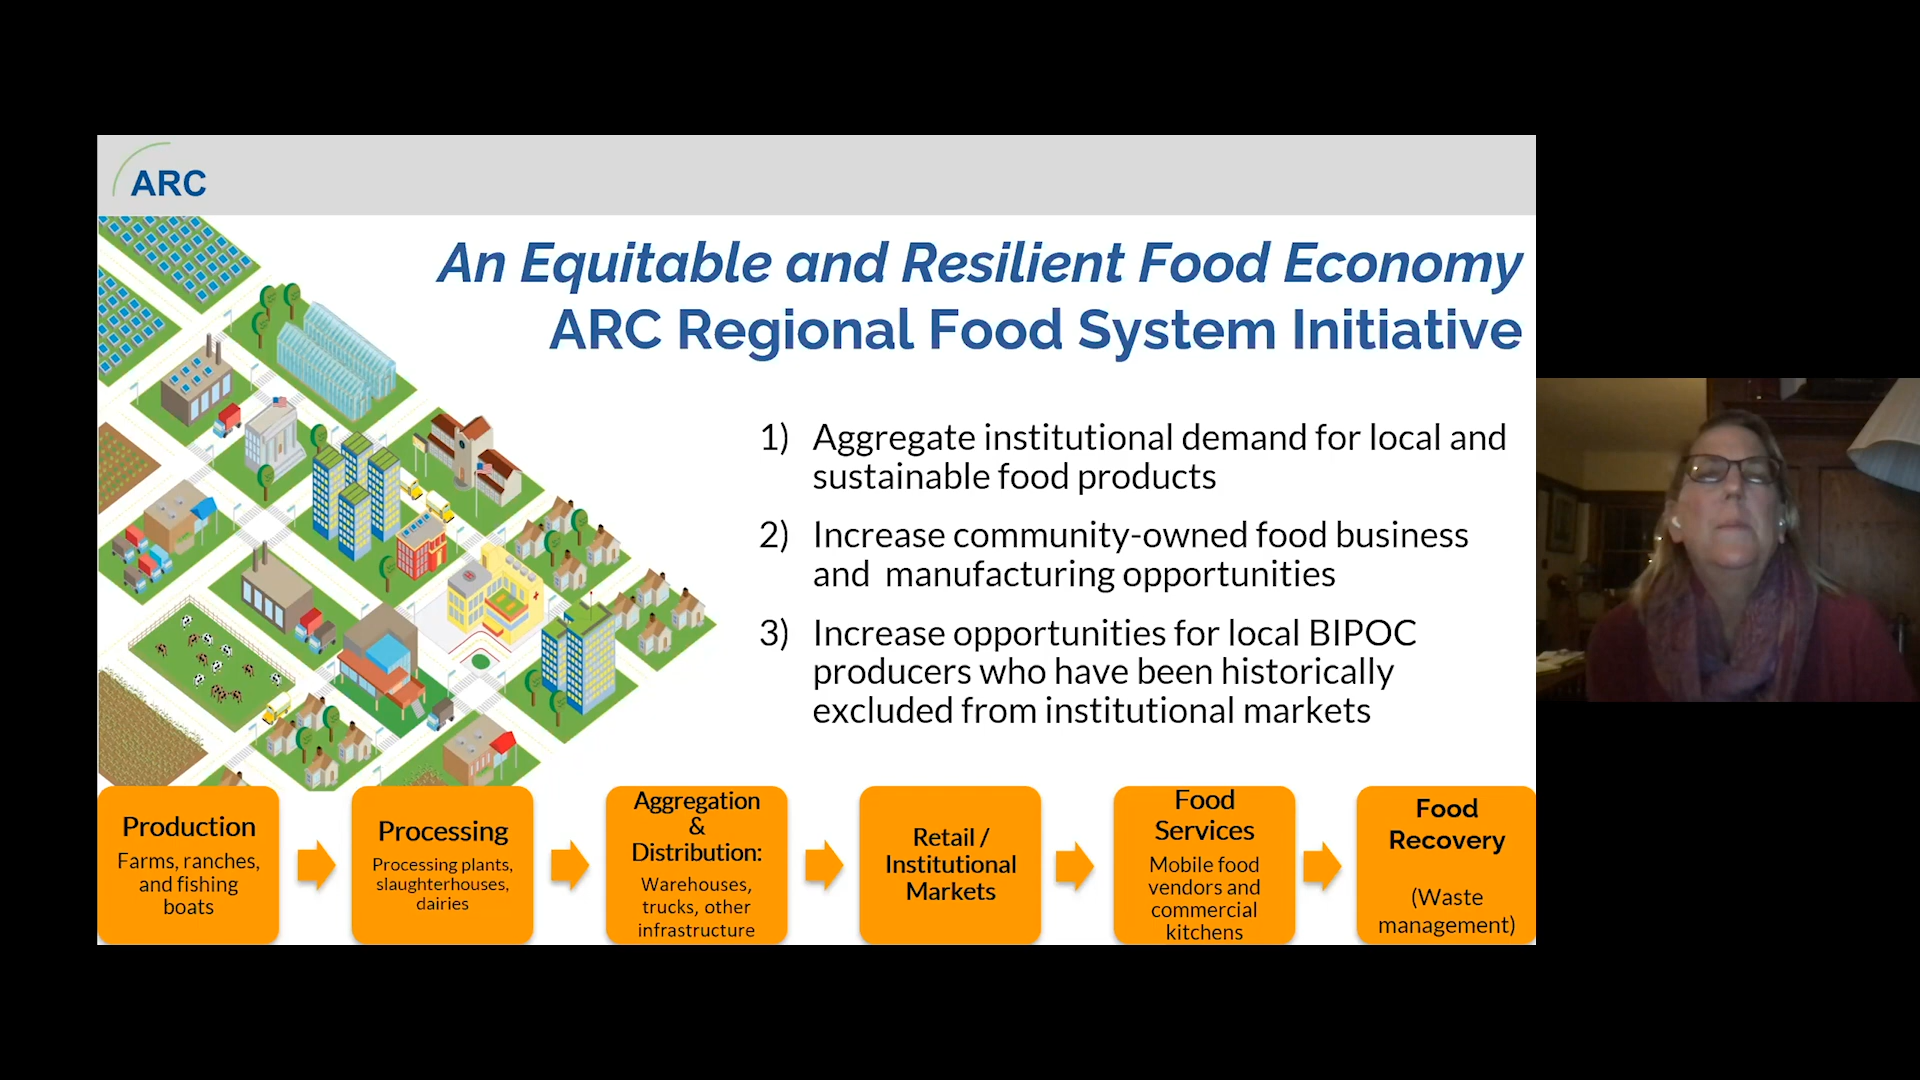 ARC
An Equitable and Resilient Food Economy
ARC Regional Food System Initiative
1) Aggregate institutional demand for local and
sustainable food products
2) Increase community-owned food business
and manufacturing opportunities
3) Increase opportunities for local BIPOC
producers who have been historically
excluded from institutional markets
Production
Farms, ranches,
and fishing
boats
Processing
Processing plants,
slaughterhouses,
dairies
Aggregation
&
Distribution:
Warehouses,
trucks, other
infrastructure
Retail /
Institutional
Markets
Food
Services
Mobile food
vendors and
commercial
kitchens
Food
Recovery
(Waste
management)